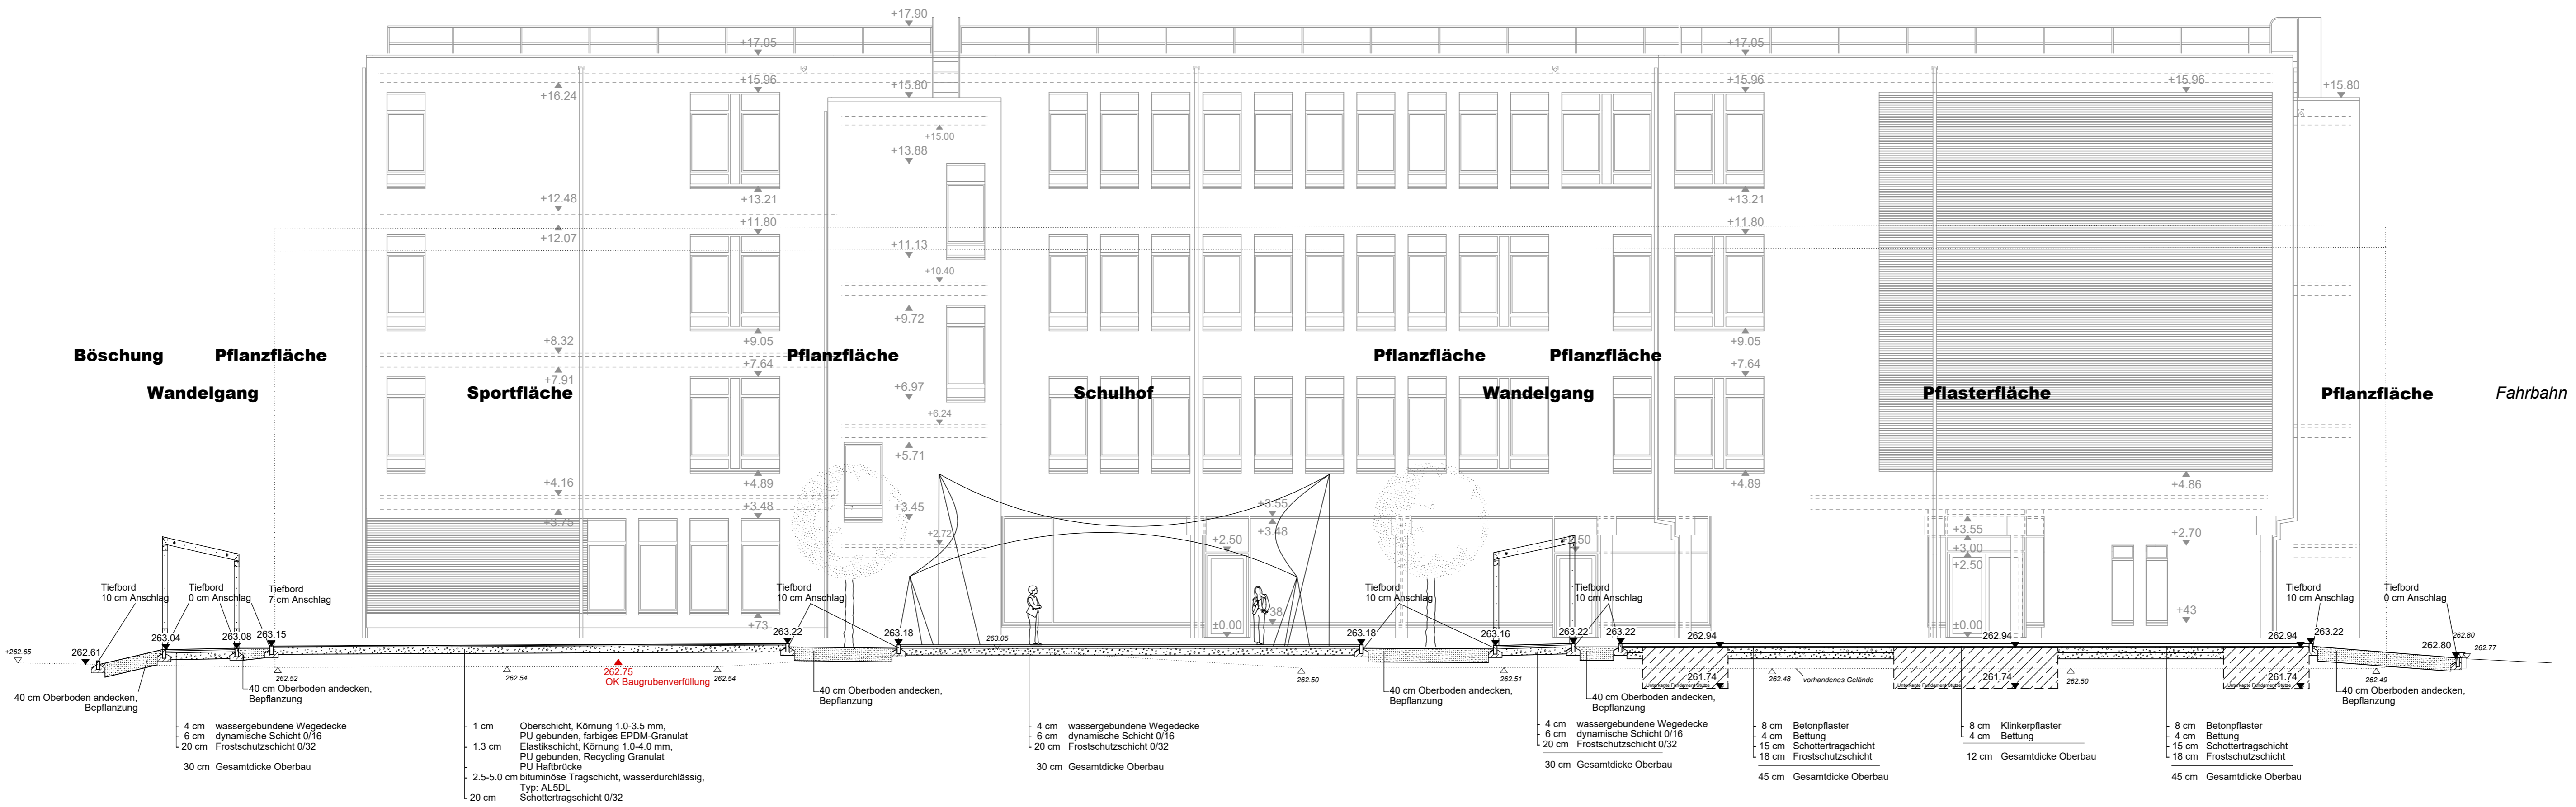 +17.90
+17.05
+17.05
+15.96
+15.96
+15.96
+16.24
+15.80
+15.80
+15.00
+13.88
+12.48
+13.21
+13.21
+11.80
+11.80
+12.07
+11.13
+10.40
+9.72
+8.32
+9.05
+9.05
Böschung
Pflanzfläche
Pflanzfläche
Pflanzfläche
Pflanzfläche
+7.64
+7.64
+7.91
+6.97
Wandelgang
Sportfläche
Schulhof
Wandelgang
Pflasterfläche
Pflanzfläche
Fahrbahn
+6.24
+5.71
+4.16
+4.89
+4.89
+4.86
+3.48
+3.45
+3.55
+3.75
+3.48
+3.55
+2.72
+2.50
+2.70
+3.00
+2.50
Tiefbord
10 cm Anschlag
Tiefbord
0 cm Anschlag
Tiefbord
7 cm Anschlag
Tiefbord
10 cm Anschlag
Tiefbord
10 cm Anschlag
Tiefbord
10 cm Anschlag
Tiefbord
10 cm Anschlag
Tiefbord
0 cm Anschlag
+73
±0.00
±0.00
+43
+262.65
262.61
263.04
263.08
263.15
263.22
263.18
263.05
263.18
263.16
263.22
263.22
262.94
262.94
262.94
263.22
262.80
262.80
262.77
262.52
262.54
262.75
OK Baugrubenverfüllung
262.54
262.50
262.51
261.74
262.48
vorhandenes Gelände
261.74
262.50
261.74
262.49
40 cm Oberboden andecken,
Bepflanzung
40 cm Oberboden andecken,
Bepflanzung
40 cm Oberboden andecken,
Bepflanzung
40 cm Oberboden andecken,
Bepflanzung
40 cm Oberboden andecken,
Bepflanzung
40 cm Oberboden andecken,
Bepflanzung
4 cm wassergebundene Wegedecke
6 cm dynamische Schicht 0/16
20 cm Frostschutzschicht 0/32
30 cm Gesamtdicke Oberbau
1 cm Oberschicht, Körnung 1.0-3.5 mm,
PU gebunden, farbiges EPDM-Granulat
1.3 cm Elastikschicht, Körnung 1.0-4.0 mm,
PU gebunden, Recycling Granulat
PU Haftbrücke
2.5-5.0 cm bituminöse Tragschicht, wasserdurchlässig,
Typ: AL5DL
20 cm Schottertragschicht 0/32
4 cm wassergebundene Wegedecke
6 cm dynamische Schicht 0/16
20 cm Frostschutzschicht 0/32
30 cm Gesamtdicke Oberbau
4 cm wassergebundene Wegedecke
6 cm dynamische Schicht 0/16
20 cm Frostschutzschicht 0/32
30 cm Gesamtdicke Oberbau
8 cm Betonpflaster
4 cm Bettung
15 cm Schottertragschicht
18 cm Frostschutzschicht
45 cm Gesamtdicke Oberbau
8 cm Klinkerpflaster
4 cm Bettung
12 cm Gesamtdicke Oberbau
8 cm Betonpflaster
4 cm Bettung
15 cm Schottertragschicht
18 cm Frostschutzschicht
45 cm Gesamtdicke Oberbau